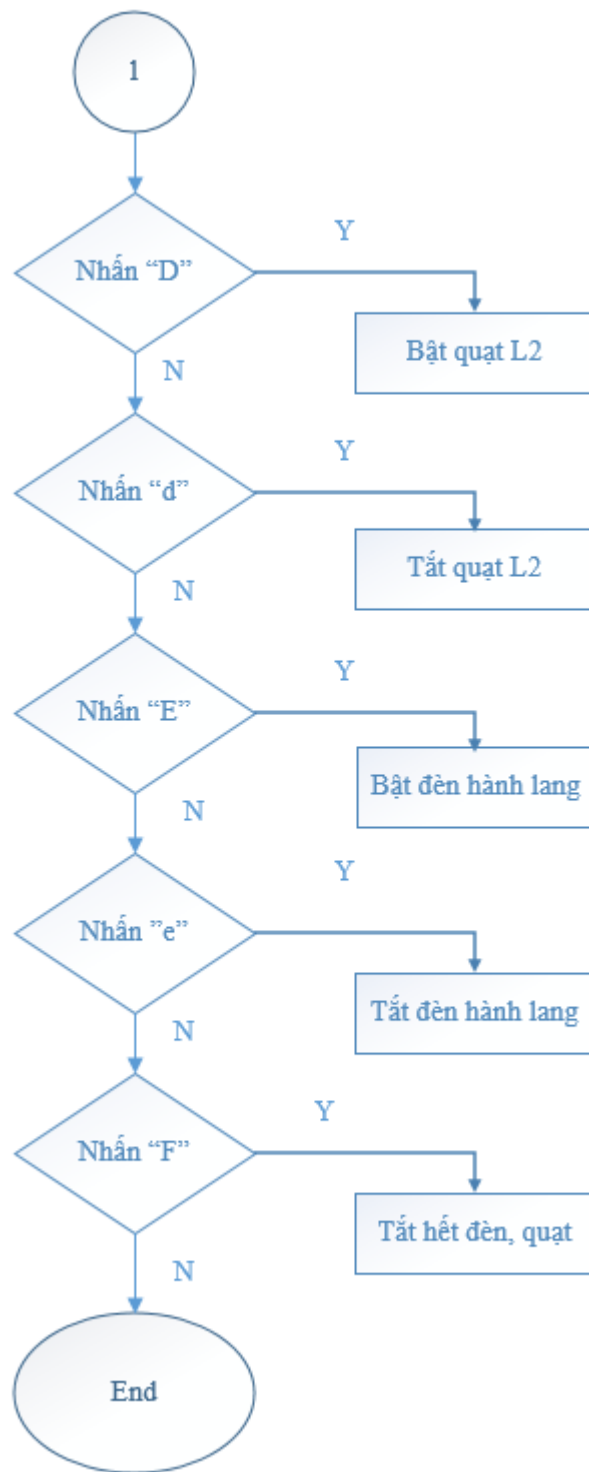 1
Nhấn “D”
Y
Bật quạt L2
N
Nhấn “d”
Y
Tắt quạt L2
N
Nhấn “E”
Y
Bật đèn hành lang
N
Nhấn ”e”
Y
Tắt đèn hành lang
N
Nhấn “F”
Y
Tắt hết đèn, quạt
N
End